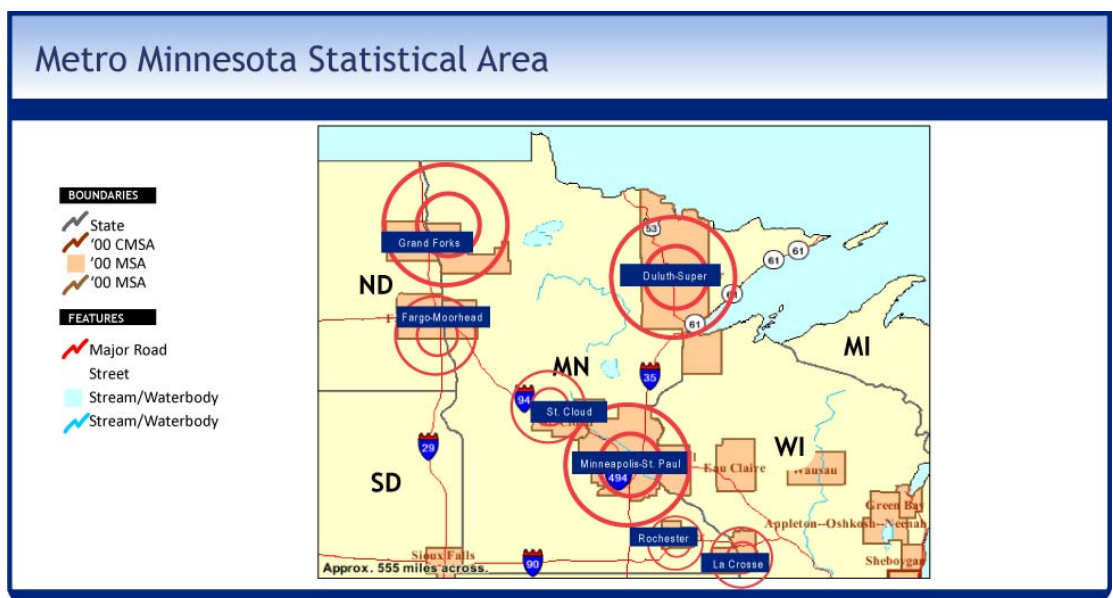 Metro Minnesota Statistical Area
BOUNDARIES
State
'00 CMSA
'00 MSA
'00 MSA
FEATURES
Major Road
Street
Stream/Waterbody
Stream/Waterbody
53
Grand Forks
61
61
Duluth-Super
ND
61
Fargo-Moorhead
61
MI
MN
35
94
St. Cloud
29
WI
Minneapolis-St. Paul
Eau Claire
Wausau
494
SD
Green Bay
Appleton--Oshkosh--Neenah
Rochester
Sioux Falls
90
La Crosse
Sheboygan
Approx. 555 miles across.